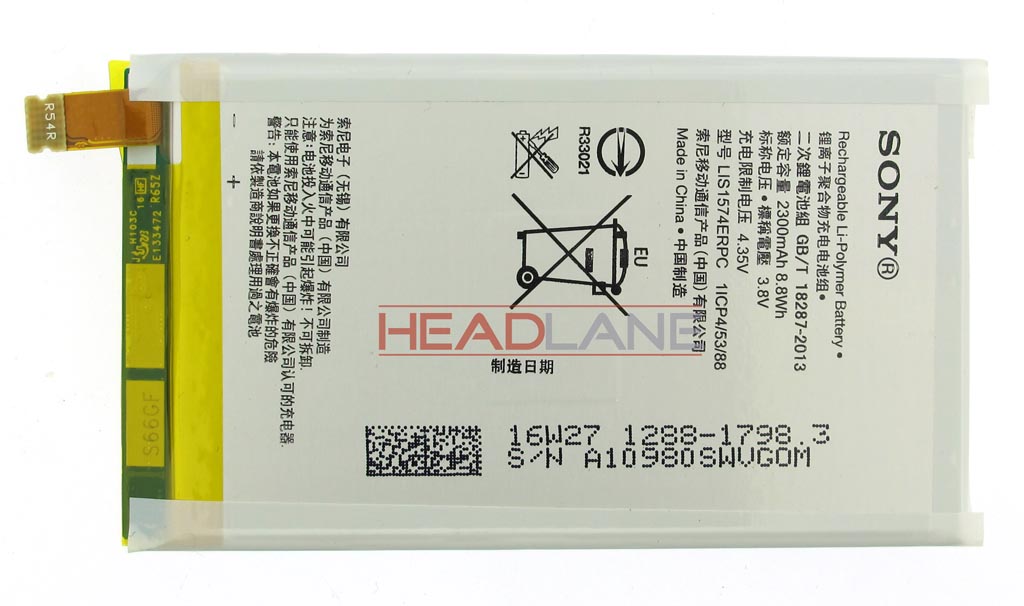 SONY®
Rechargeable Li-Polymer Battery •
锂离子聚合物充电电池组 •
二次鋰電池組 GB/T 18287-2013
额定容量 2300mAh 8.8Wh
标称电压 • 標稱電壓 3.8V
充电限制电压 4.35V
型号 LIS1574ERPC 1ICP4/53/88
索尼移动通信产品 (中国) 有限公司
Made in China • 中国制造
R33021
EU
制造日期
索尼电子 (无锡) 有限公司
为索尼移动通信产品 (中国) 有限公司制造
注意: 电池投入火中可能引起爆炸! 不可拆卸.
只能使用索尼移动通信产品 (中国) 有限公司认可的充电器.
警告: 本電池如果更換不正確會有爆炸的危險
請依製造商說明書處理用過之電池
- +
16W27 1288-1798.3
S/N A10980SWVGOM
HEADLANE
R54R
H103C
E133472 R65Z
S66GF